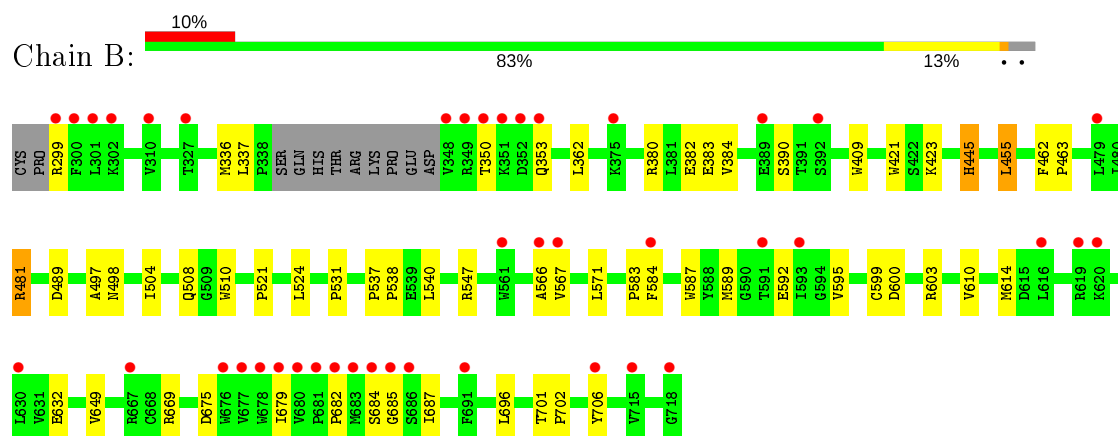 10%
Chain B:
83% 13% • •
CYS PRO R299 F300 L301 K302 V310 T327 M336 L337 P338 SER GLN HIS THR ARG LYS PRO GLU ASP V348 R349 T350 K351 D352 Q353 L362 K375 R380 L381 E382 E383 V384 E389 S390 T391 S392 W409 W421 S422 K423 H445 L455 F462 P463 L479
R481 D489 A497 N498 I504 Q508 G509 W510 P521 L524 P531 P537 P538 E539 L540 R547 W561 A566 V567 L571 P583 F584 W587 Y588 M589 G590 T591 E592 I593 G594 V595 C599 D600 R603 V610 M614 D615 L616 R619 K620
L630 V631 E632 V649 R667 C668 R669 D675 W676 V677 W678 I679 V680 P681 P682 M683 S684 G685 S686 I687 F691 L696 T701 P702 Y706 V715 G718